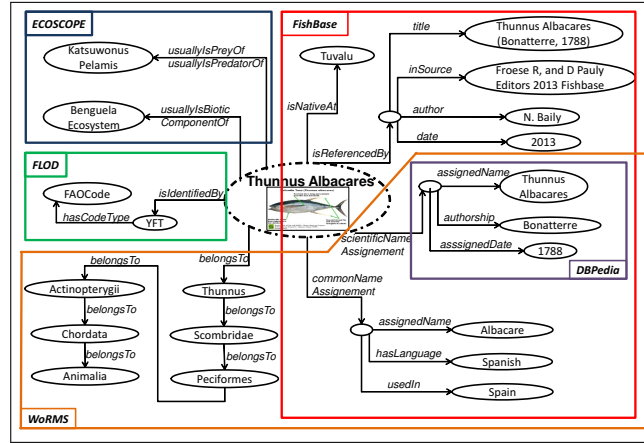 ECOSCOPE
Katsuwonus
Pelamis
usuallyIsPreyOf
usuallyIsPredatorOf
Benguela
Ecosystem
usuallyIsBiotic
ComponentOf
FishBase
title
Thunnus Albacares
(Bonatterre, 1788)
Tuvalu
inSource
Froese R, and D Pauly
Editors 2013 Fishbase
isNativeAt
author
N. Baily
date
2013
isReferencedBy
FLOD
FAOCode
isIdentifiedBy
hasCodeType
YFT
Thunnus Albacares
assignedName
Thunnus
Albacares
authorship
Bonatterre
asssignedDate
1788
DBPedia
scientificName
Assignement
commonName
Assignement
belongsTo
belongsTo
Actinopterygii
Thunnus
belongsTo
belongsTo
Chordata
Scombridae
belongsTo
belongsTo
Animalia
Peciformes
WoRMS
assignedName
Albacare
hasLanguage
Spanish
usedIn
Spain